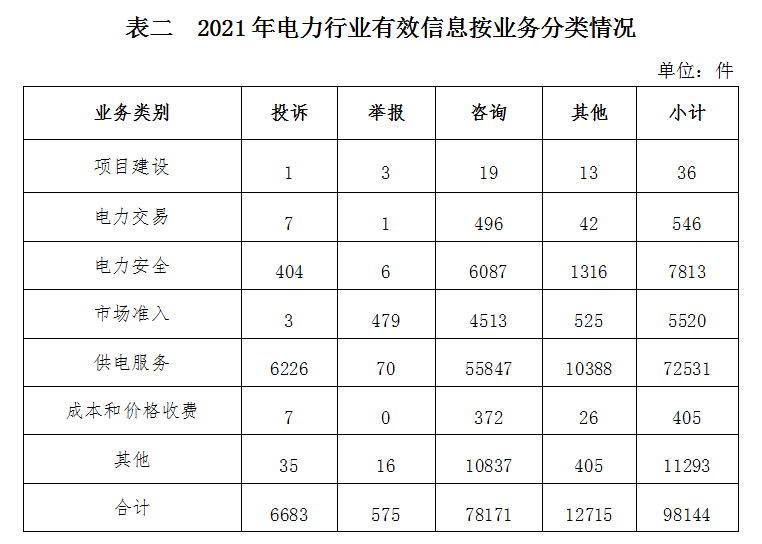 表二 2021年电力行业有效信息按业务分类情况
单位：件
业务类别 投诉 举报 咨询 其他 小计
项目建设 1 3 19 13 36
电力交易 7 1 496 42 546
电力安全 404 6 6087 1316 7813
市场准入 3 479 4513 525 5520
供电服务 6226 70 55847 10388 72531
成本和价格收费 7 0 372 26 405
其他 35 16 10837 405 11293
合计 6683 575 78171 12715 98144